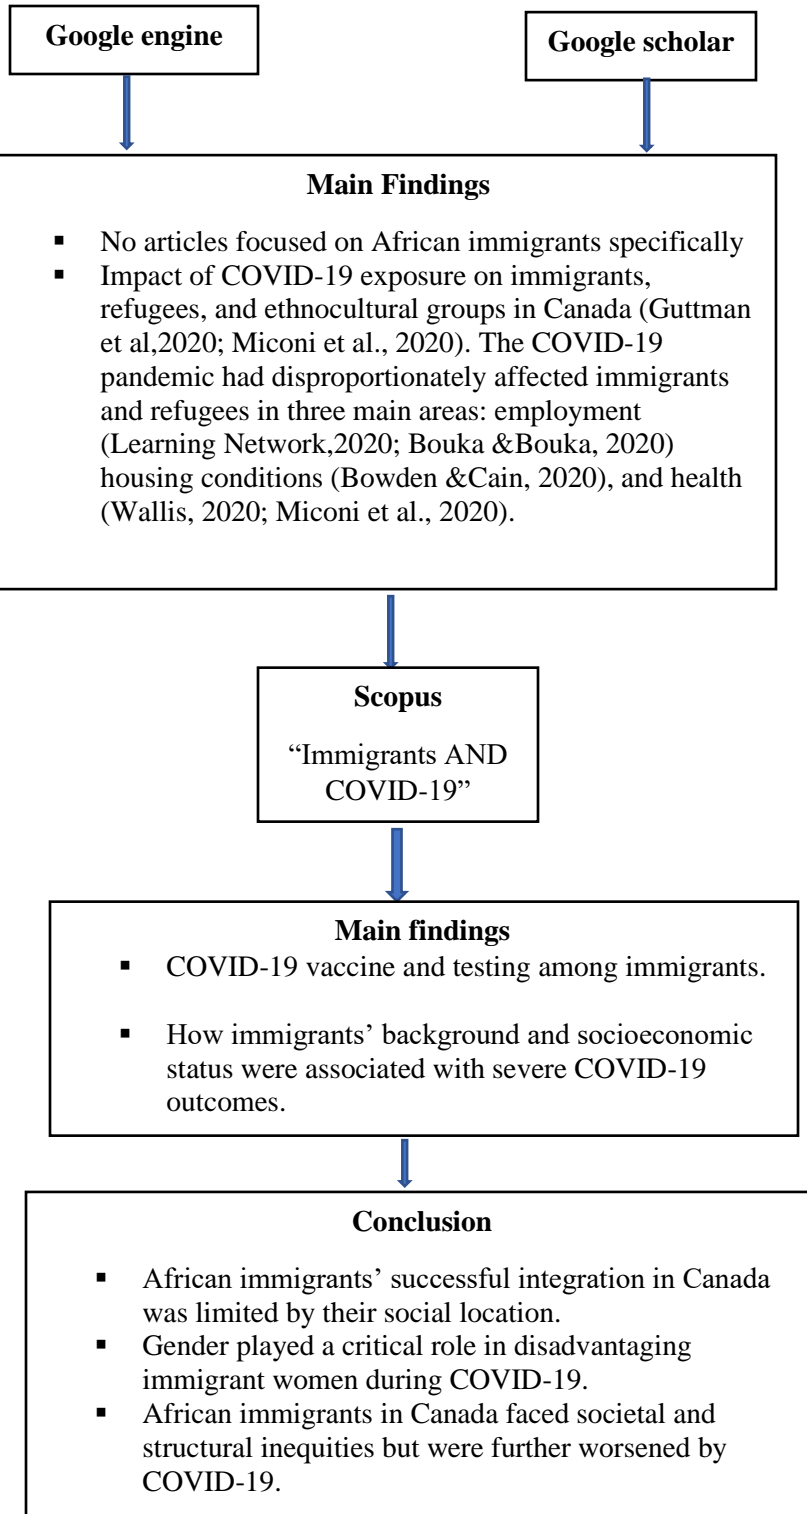 Google engine
Google scholar
Main Findings
▪ No articles focused on African immigrants specifically
▪ Impact of COVID-19 exposure on immigrants,
refugees, and ethnocultural groups in Canada (Guttman
et al,2020; Miconi et al., 2020). The COVID-19
pandemic had disproportionately affected immigrants
and refugees in three main areas: employment
(Learning Network,2020; Bouka &Bouka, 2020)
housing conditions (Bowden &Cain, 2020), and health
(Wallis, 2020; Miconi et al., 2020).
Scopus
“Immigrants AND
COVID-19”
Main findings
▪ COVID-19 vaccine and testing among immigrants.
▪ How immigrants’ background and socioeconomic
status were associated with severe COVID-19
outcomes.
Conclusion
▪ African immigrants’ successful integration in Canada
was limited by their social location.
▪ Gender played a critical role in disadvantaging
immigrant women during COVID-19.
▪ African immigrants in Canada faced societal and
structural inequities but were further worsened by
COVID-19.